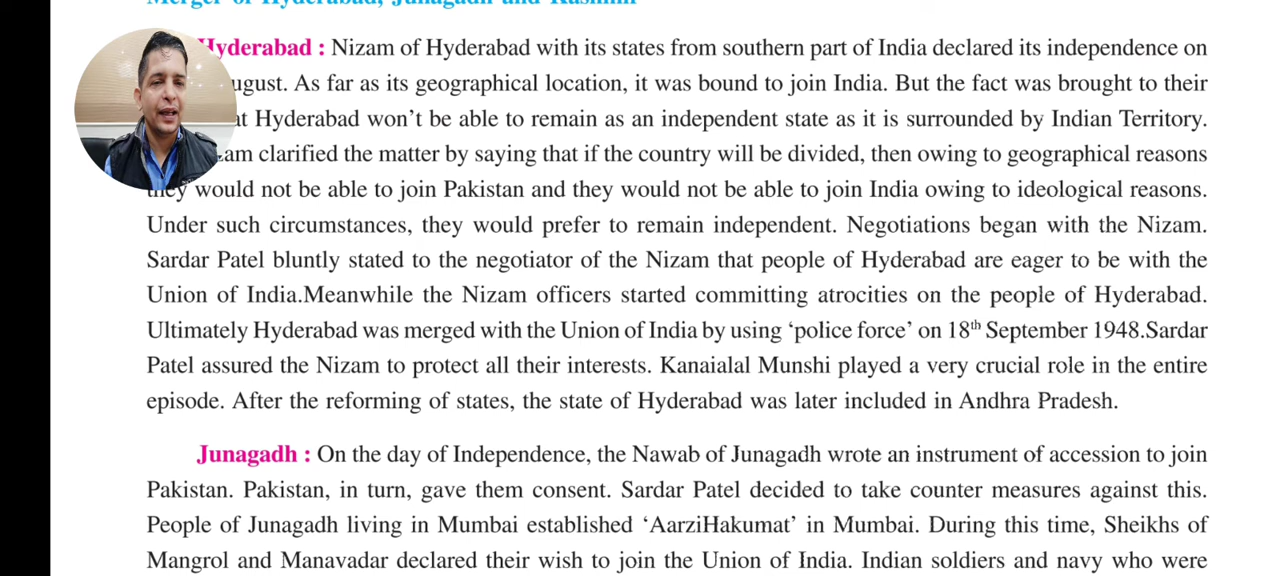 Merger of Hyderabad, Junagadh and Kashmir
Hyderabad : Nizam of Hyderabad with its states from southern part of India declared its independence on
ugust. As far as its geographical location, it was bound to join India. But the fact was brought to their
at Hyderabad won't be able to remain as an independent state as it is surrounded by Indian Territory.
zam clarified the matter by saying that if the country will be divided, then owing to geographical reasons
they would not be able to join Pakistan and they would not be able to join India owing to ideological reasons.
Under such circumstances, they would prefer to remain independent. Negotiations began with the Nizam.
Sardar Patel bluntly stated to the negotiator of the Nizam that people of Hyderabad are eager to be with the
Union of India.Meanwhile the Nizam officers started committing atrocities on the people of Hyderabad.
Ultimately Hyderabad was merged with the Union of India by using 'police force' on 18th September 1948.Sardar
Patel assured the Nizam to protect all their interests. Kanaialal Munshi played a very crucial role in the entire
episode. After the reforming of states, the state of Hyderabad was later included in Andhra Pradesh.
Junagadh : On the day of Independence, the Nawab of Junagadh wrote an instrument of accession to join
Pakistan. Pakistan, in turn, gave them consent. Sardar Patel decided to take counter measures against this.
People of Junagadh living in Mumbai established 'AarziHakumat' in Mumbai. During this time, Sheikhs of
Mangrol and Manavadar declared their wish to join the Union of India. Indian soldiers and navy who were